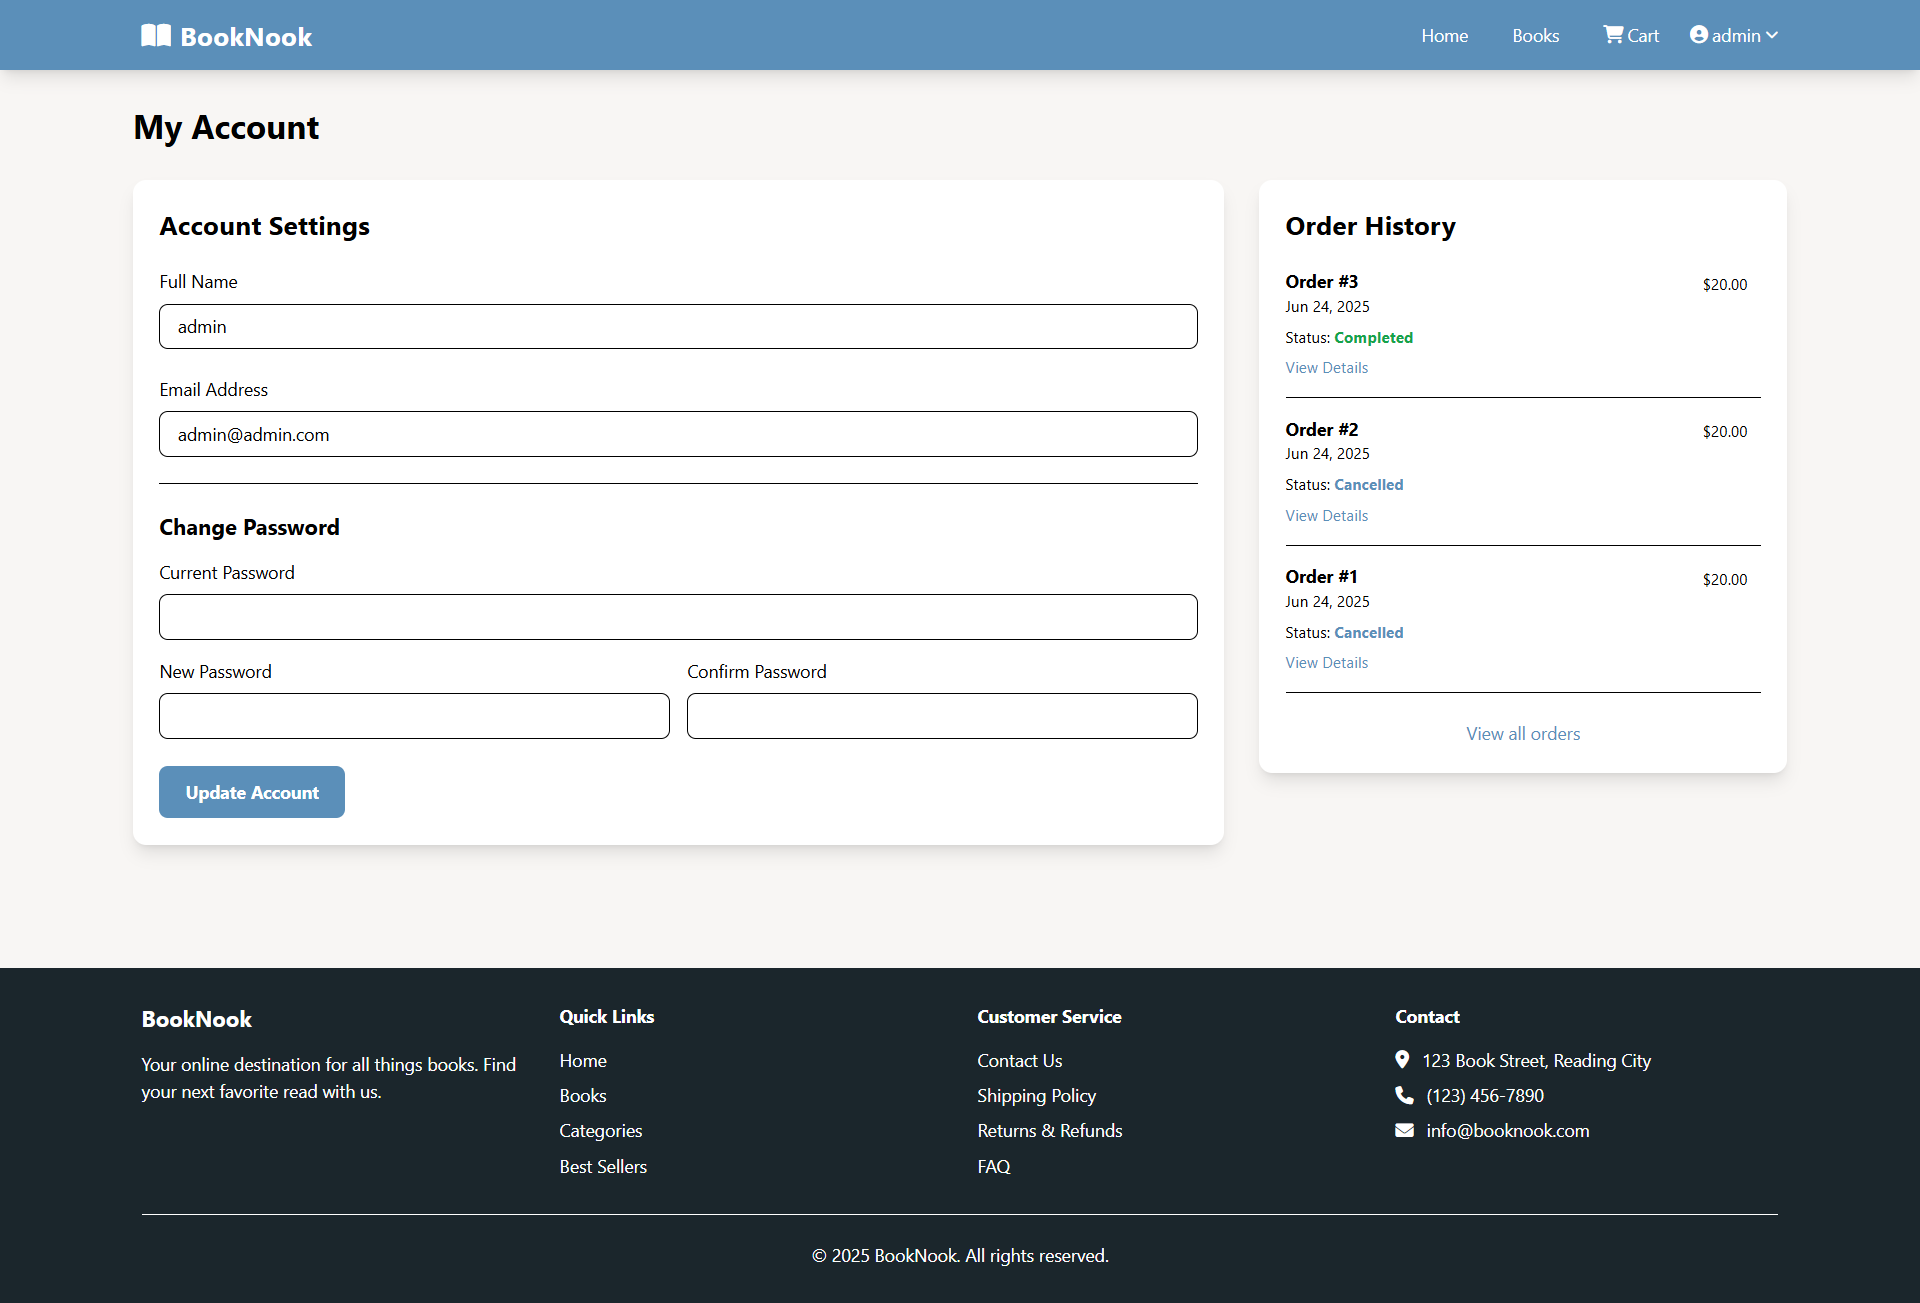 BookNook
Home
Books
Cart
admin
My Account
Account Settings
Full Name
admin
Email Address
admin@admin.com
Change Password
Current Password
New Password
Confirm Password
Update Account
Order History
Order #3
$20.00
Jun 24, 2025
Status: Completed
View Details
Order #2
$20.00
Jun 24, 2025
Status: Cancelled
View Details
Order #1
$20.00
Jun 24, 2025
Status: Cancelled
View Details
View all orders
BookNook
Your online destination for all things books. Find
your next favorite read with us.
Quick Links
Home
Books
Categories
Best Sellers
Customer Service
Contact Us
Shipping Policy
Returns & Refunds
FAQ
Contact
123 Book Street, Reading City
(123) 456-7890
info@booknook.com
© 2025 BookNook. All rights reserved.